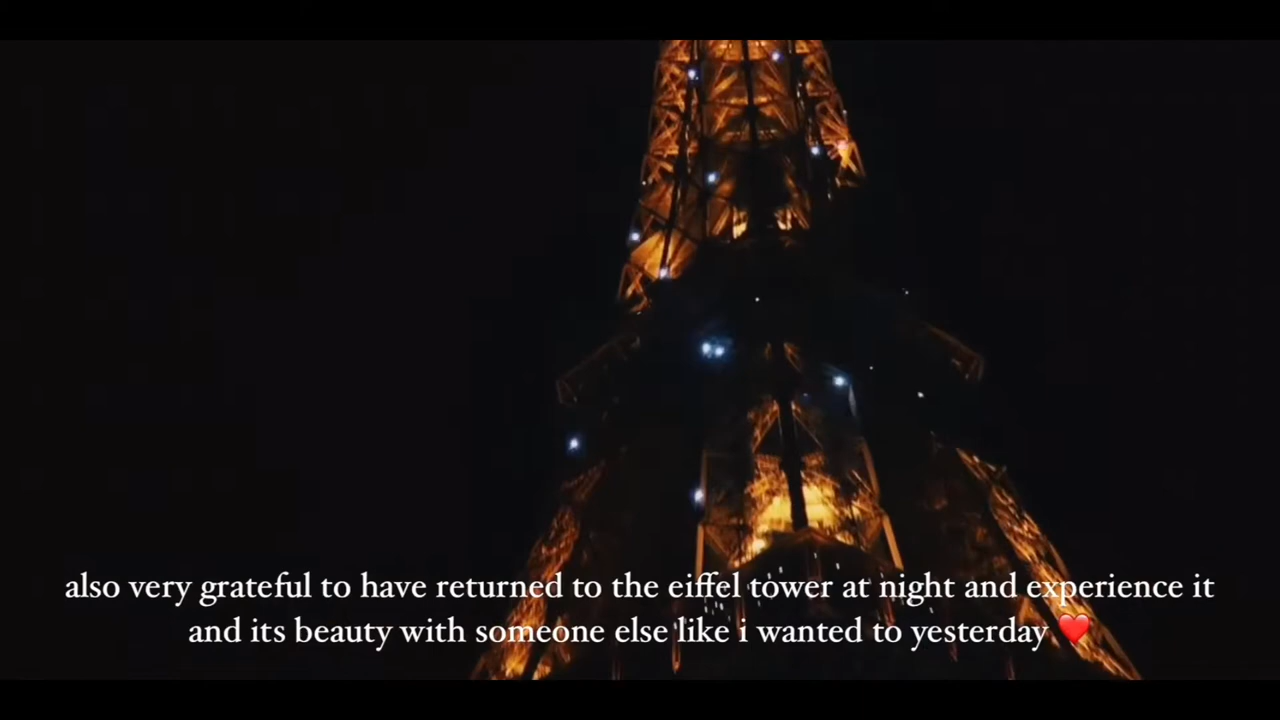 also very grateful to have returned to the eiffel tower at night and experience it
and its beauty with someone else like i wanted to yesterday ❤️